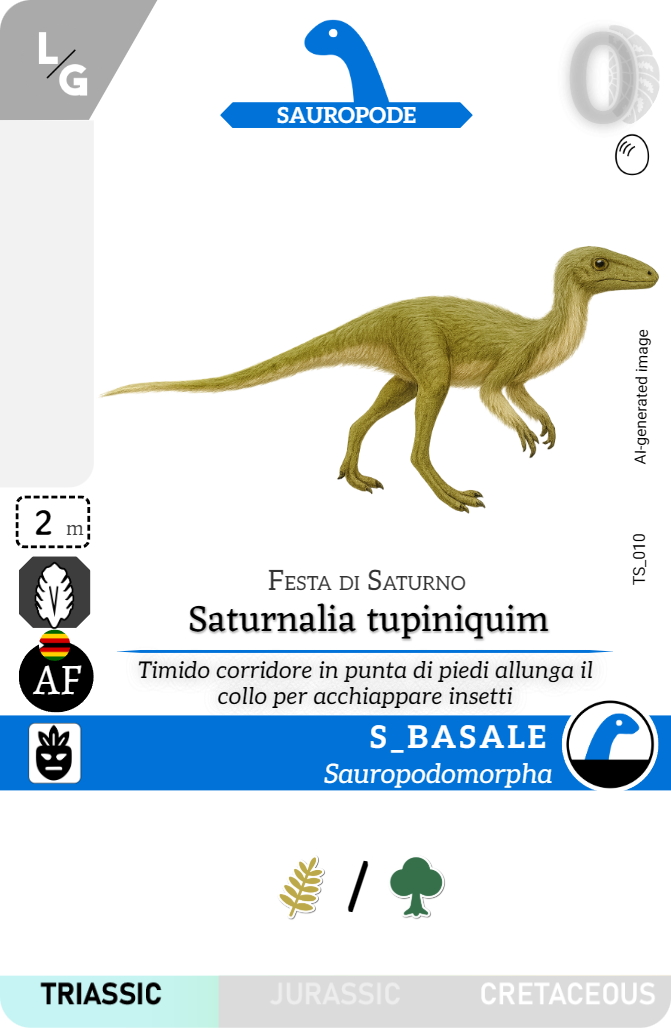 L/G
SAUROPODE
0
AI-generated image
2 m
TS_010
FESTA DI SATURNO
Saturnalia tupiniquim
AF
Timido corridore in punta di piedi allunga il
collo per acchiappare insetti
S_BASALE
Sauropodomorpha
/
TRIASSIC JURASSIC CRETACEOUS